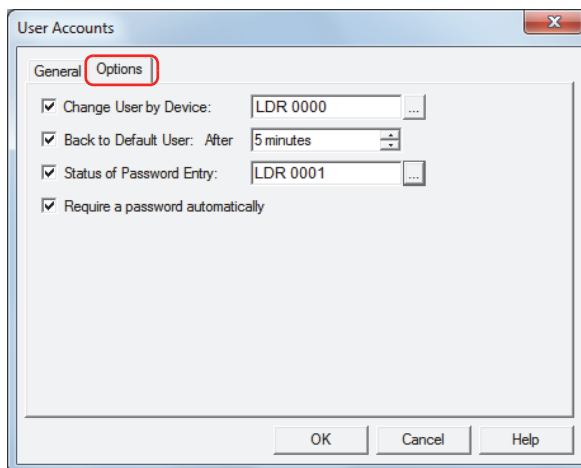 User Accounts
General Options
Change User by Device: LDR 0000 ...
Back to Default User: After 5 minutes
Status of Password Entry: LDR 0001 ...
Require a password automatically
OK Cancel Help